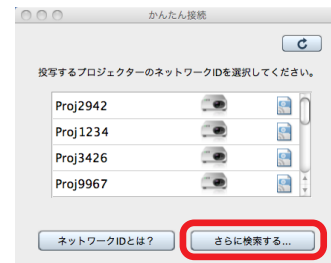 かんたん接続
投写するプロジェクターのネットワークIDを選択してください。
Proj2942
Proj1234
Proj3426
Proj9967
ネットワークIDとは？
さらに検索する...